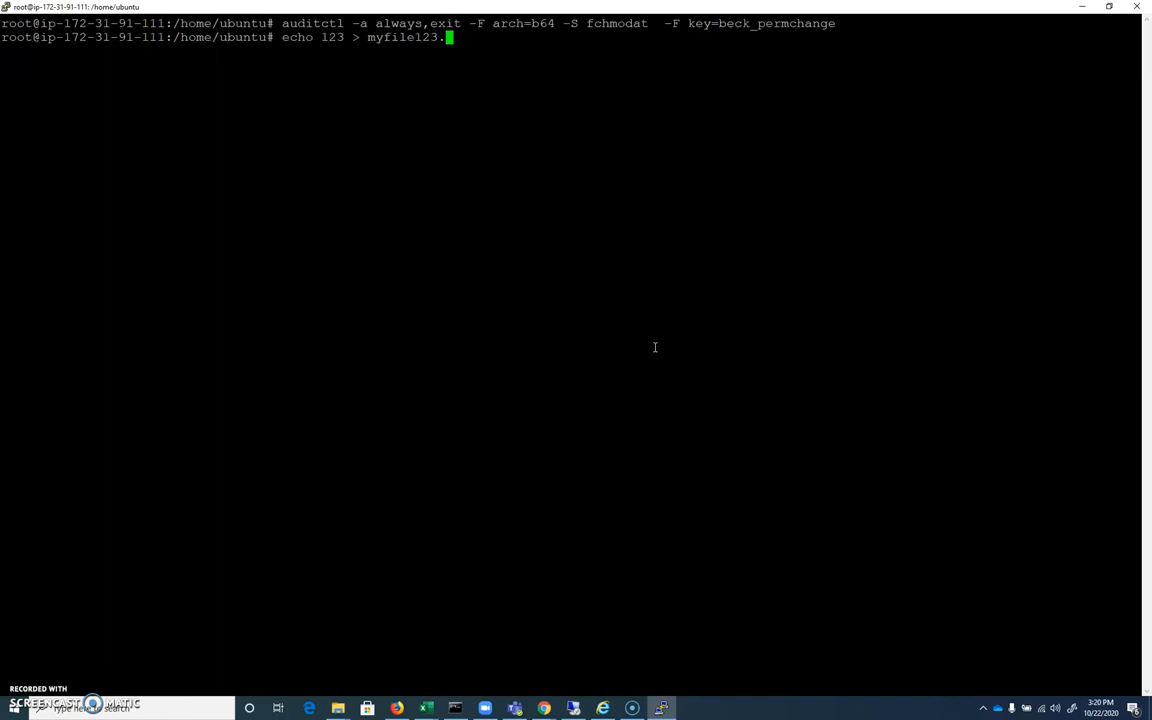 root@ip-172-31-91-111: /home/ubuntu
root@ip-172-31-91-111:/home/ubuntu# auditctl -a always,exit -F arch=b64 -S fchmodat  -F key=beck_permchange
root@ip-172-31-91-111:/home/ubuntu# echo 123 > myfile123.
RECORDED WITH
SCREENCAST MATIC
Type here to search
3:20 PM
10/22/2020
6